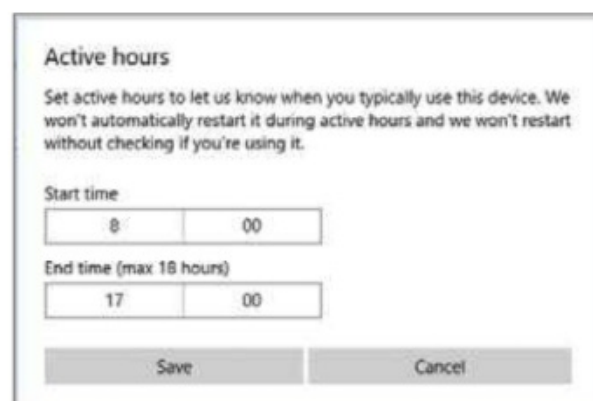 Active hours
Set active hours to let us know when you typically use this device. We
won't automatically restart it during active hours and we won't restart
without checking if you're using it.
Start time
8 00
End time (max 18 hours)
17 00
Save Cancel